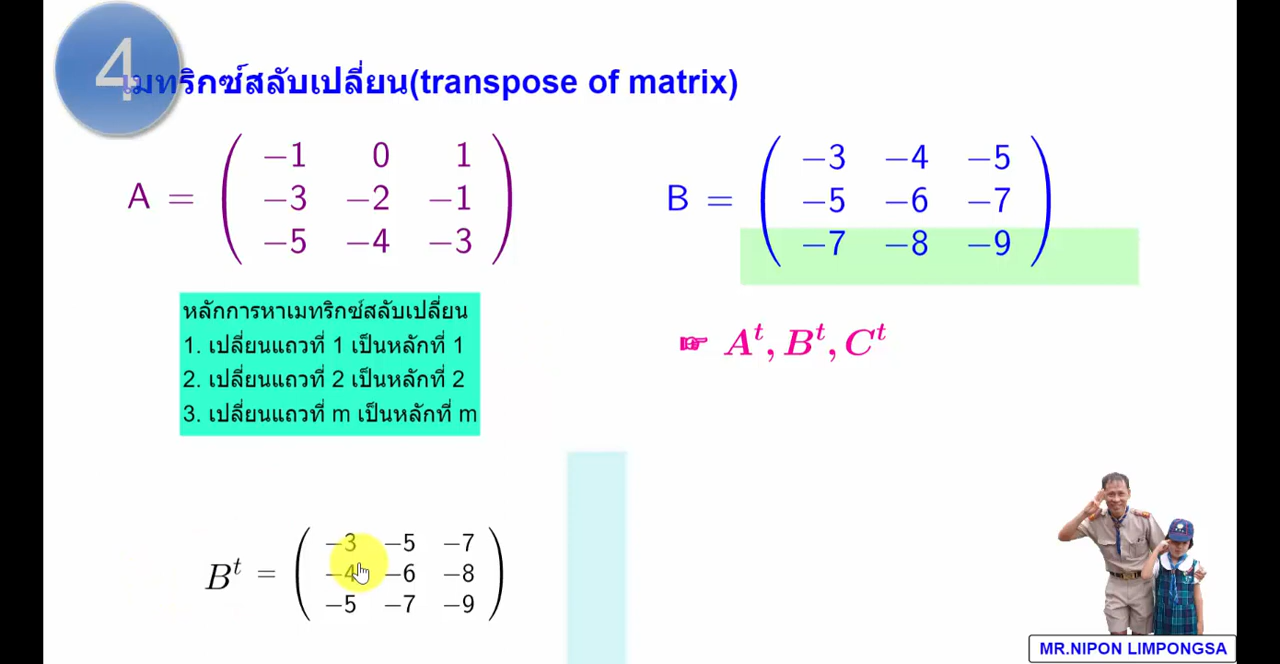 4
เมทริกซ์สลับเปลี่ยน(transpose of matrix)
A = ( −1 0 1
−3 −2 −1
−5 −4 −3 )
B = ( −3 −4 −5
−5 −6 −7
−7 −8 −9 )
หลักการหาเมทริกซ์สลับเปลี่ยน
1. เปลี่ยนแถวที่ 1 เป็นหลักที่ 1
2. เปลี่ยนแถวที่ 2 เป็นหลักที่ 2
3. เปลี่ยนแถวที่ m เป็นหลักที่ m
☞ Aᵗ, Bᵗ, Cᵗ
Bᵗ = ( −3 −5 −7
−4 −6 −8
−5 −7 −9 )
MR.NIPON LIMPONGSA